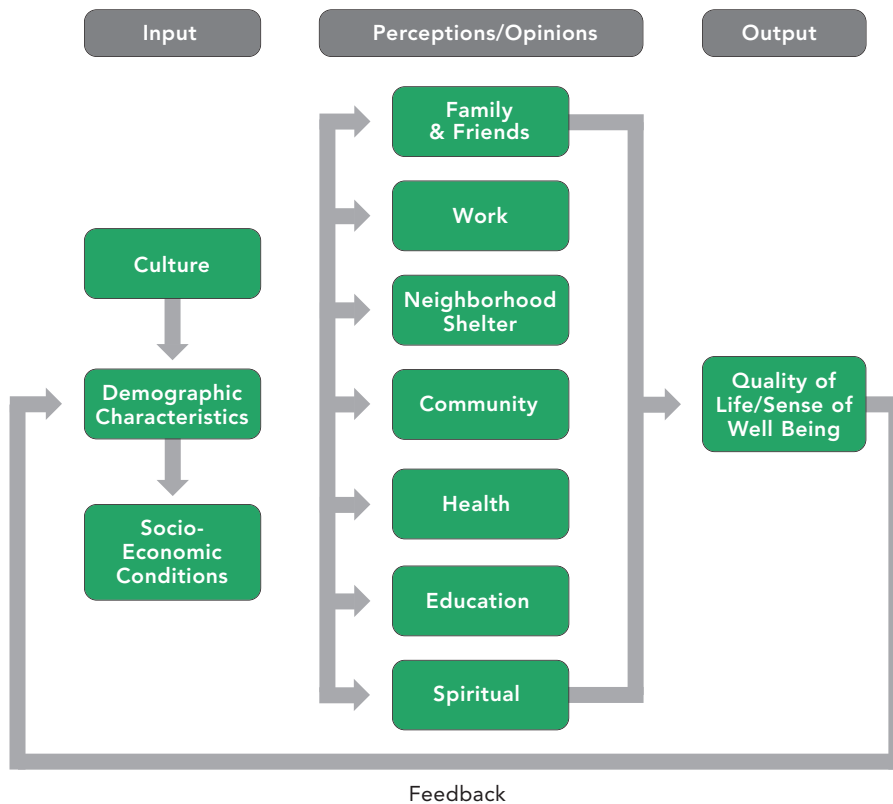 Input
Perceptions/Opinions
Output
Family
& Friends
Work
Culture
Neighborhood
Shelter
Demographic
Characteristics
Community
Quality of
Life/Sense of
Well Being
Socio-
Economic
Conditions
Health
Education
Spiritual
Feedback